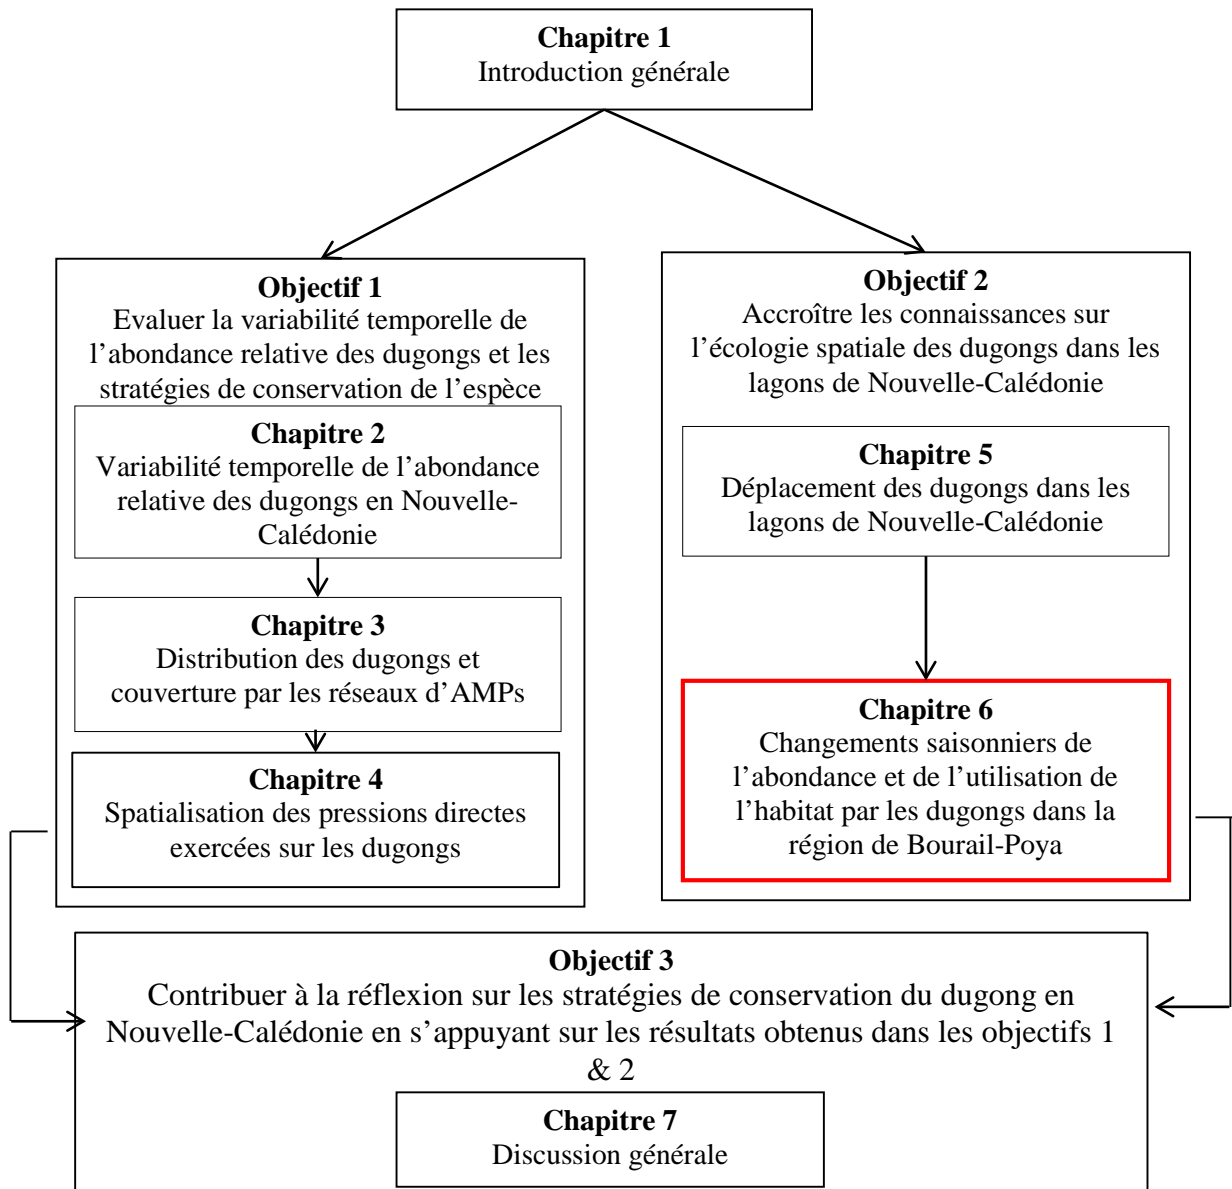 Chapitre 1
Introduction générale
Objectif 1
Evaluer la variabilité temporelle de
l’abondance relative des dugongs et les
stratégies de conservation de l’espèce
Chapitre 2
Variabilité temporelle de l’abondance
relative des dugongs en Nouvelle-
Calédonie
Chapitre 3
Distribution des dugongs et
couverture par les réseaux d’AMPs
Chapitre 4
Spatialisation des pressions directes
exercées sur les dugongs
Objectif 2
Accroître les connaissances sur
l’écologie spatiale des dugongs dans les
lagons de Nouvelle-Calédonie
Chapitre 5
Déplacement des dugongs dans les
lagons de Nouvelle-Calédonie
Chapitre 6
Changements saisonniers de
l’abondance et de l’utilisation de
l’habitat par les dugongs dans la
région de Bourail-Poya
Objectif 3
Contribuer à la réflexion sur les stratégies de conservation du dugong en
Nouvelle-Calédonie en s’appuyant sur les résultats obtenus dans les objectifs 1
& 2
Chapitre 7
Discussion générale